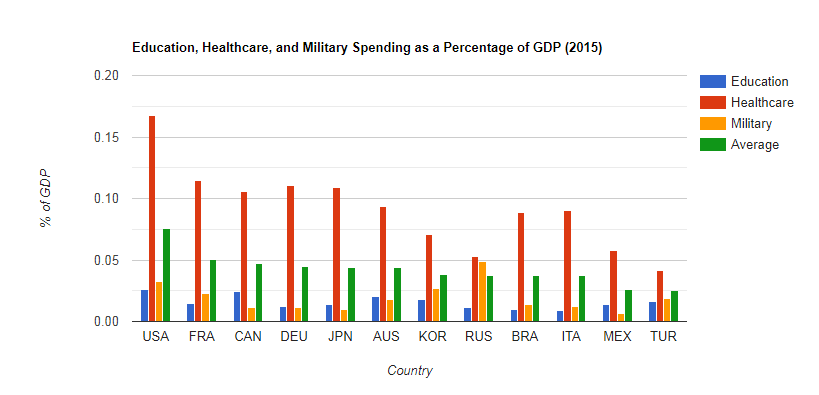 Education, Healthcare, and Military Spending as a Percentage of GDP (2015)
0.20
0.15
0.10
0.05
0.00
% of GDP
USA FRA CAN DEU JPN AUS KOR RUS BRA ITA MEX TUR
Country
Education
Healthcare
Military
Average